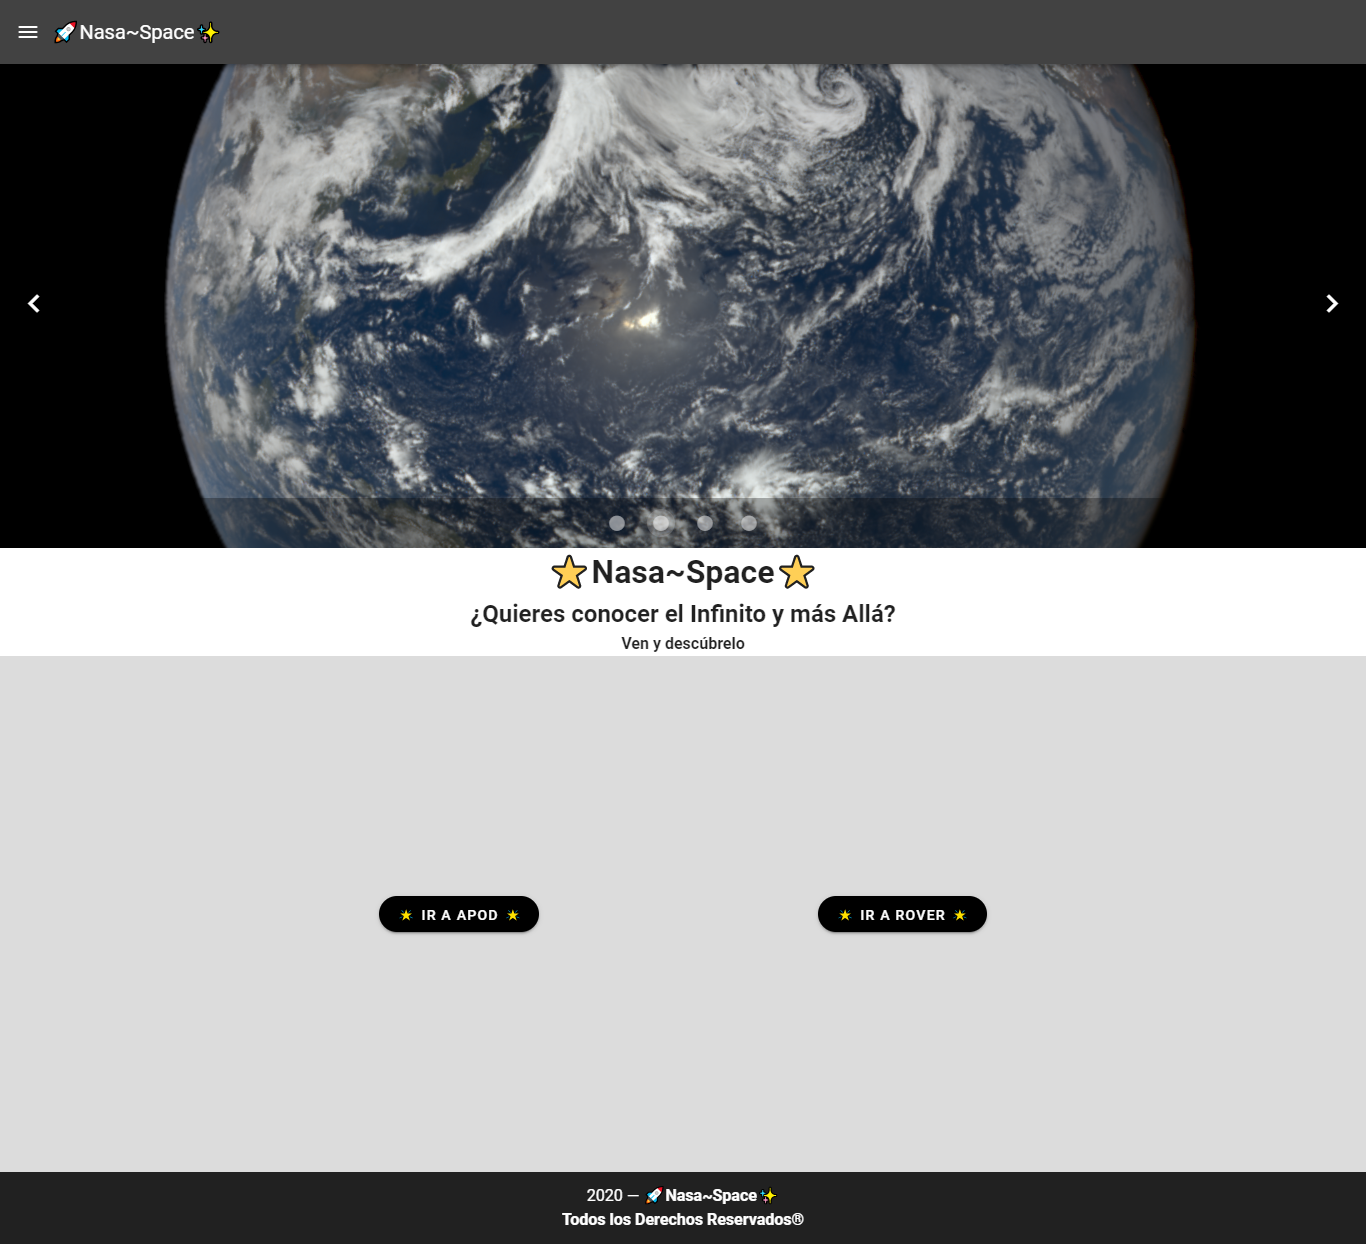 🚀Nasa~Space✨
⭐Nasa~Space⭐
¿Quieres conocer el Infinito y más Allá?
Ven y descúbrelo
★ IR A APOD ★
★ IR A ROVER ★
2020 — 🚀Nasa~Space✨
Todos los Derechos Reservados®